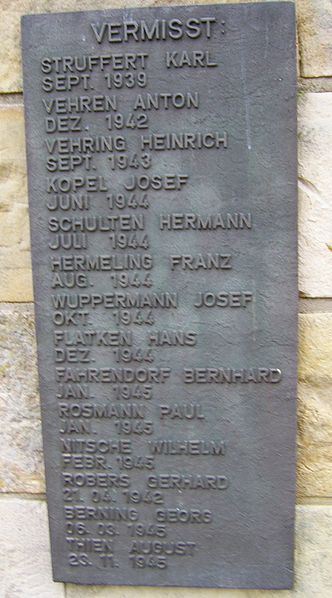 VERMISST:
STRUFFERT KARL
SEPT. 1939
VEHREN ANTON
DEZ. 1942
VEHRING HEINRICH
SEPT. 1943
KOPEL JOSEF
JUNI 1944
SCHULTEN HERMANN
JULI 1944
HERMELING FRANZ
AUG. 1944
WUPPERMANN JOSEF
OKT. 1944
FLATKEN HANS
DEZ. 1944
FAHRENDORF BERNHARD
JAN. 1945
ROSMANN PAUL
JAN. 1945
NITSCHE WILHELM
FEBR. 1945
ROBERS GERHARD
21. 04. 1942
BERNING GEORG
06. 03. 1945
THIEN AUGUST
23. 11. 1945